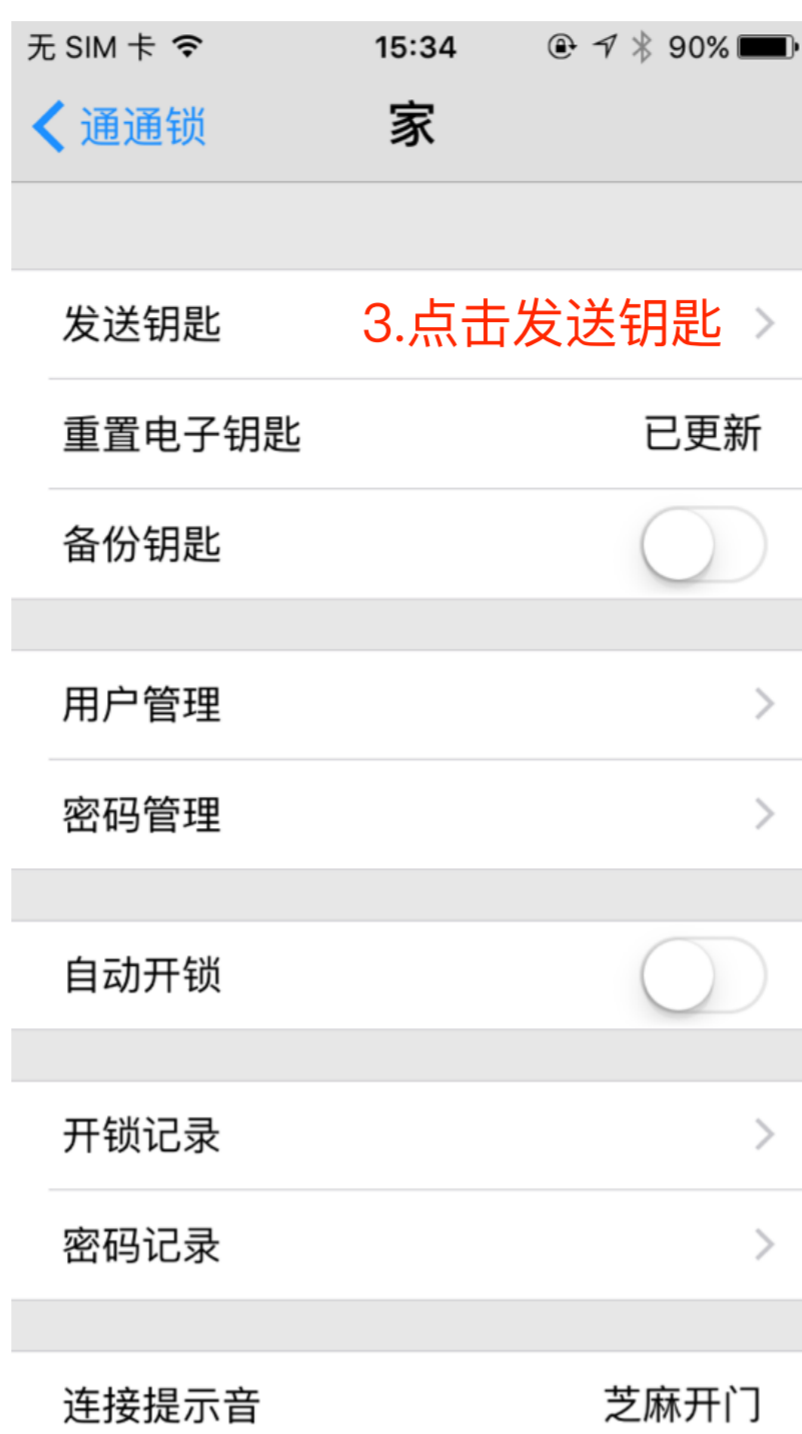 无 SIM 卡 15:34 90%
通通锁 家
发送钥匙 3.点击发送钥匙
重置电子钥匙 已更新
备份钥匙
用户管理
密码管理
自动开锁
开锁记录
密码记录
连接提示音 芝麻开门